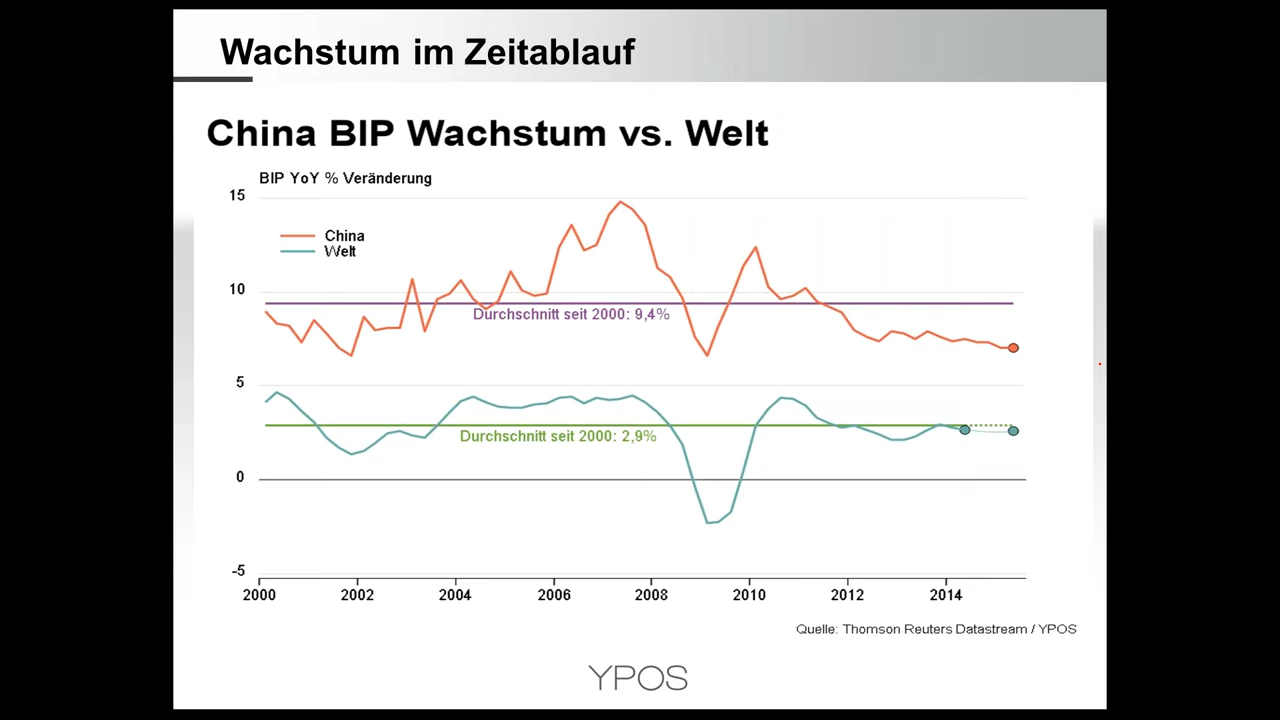 Wachstum im Zeitablauf
China BIP Wachstum vs. Welt
BIP YoY % Veränderung
15
China
Welt
10
Durchschnitt seit 2000: 9,4%
5
Durchschnitt seit 2000: 2,9%
0
-5
2000 2002 2004 2006 2008 2010 2012 2014
Quelle: Thomson Reuters Datastream / YPOS
YPOS